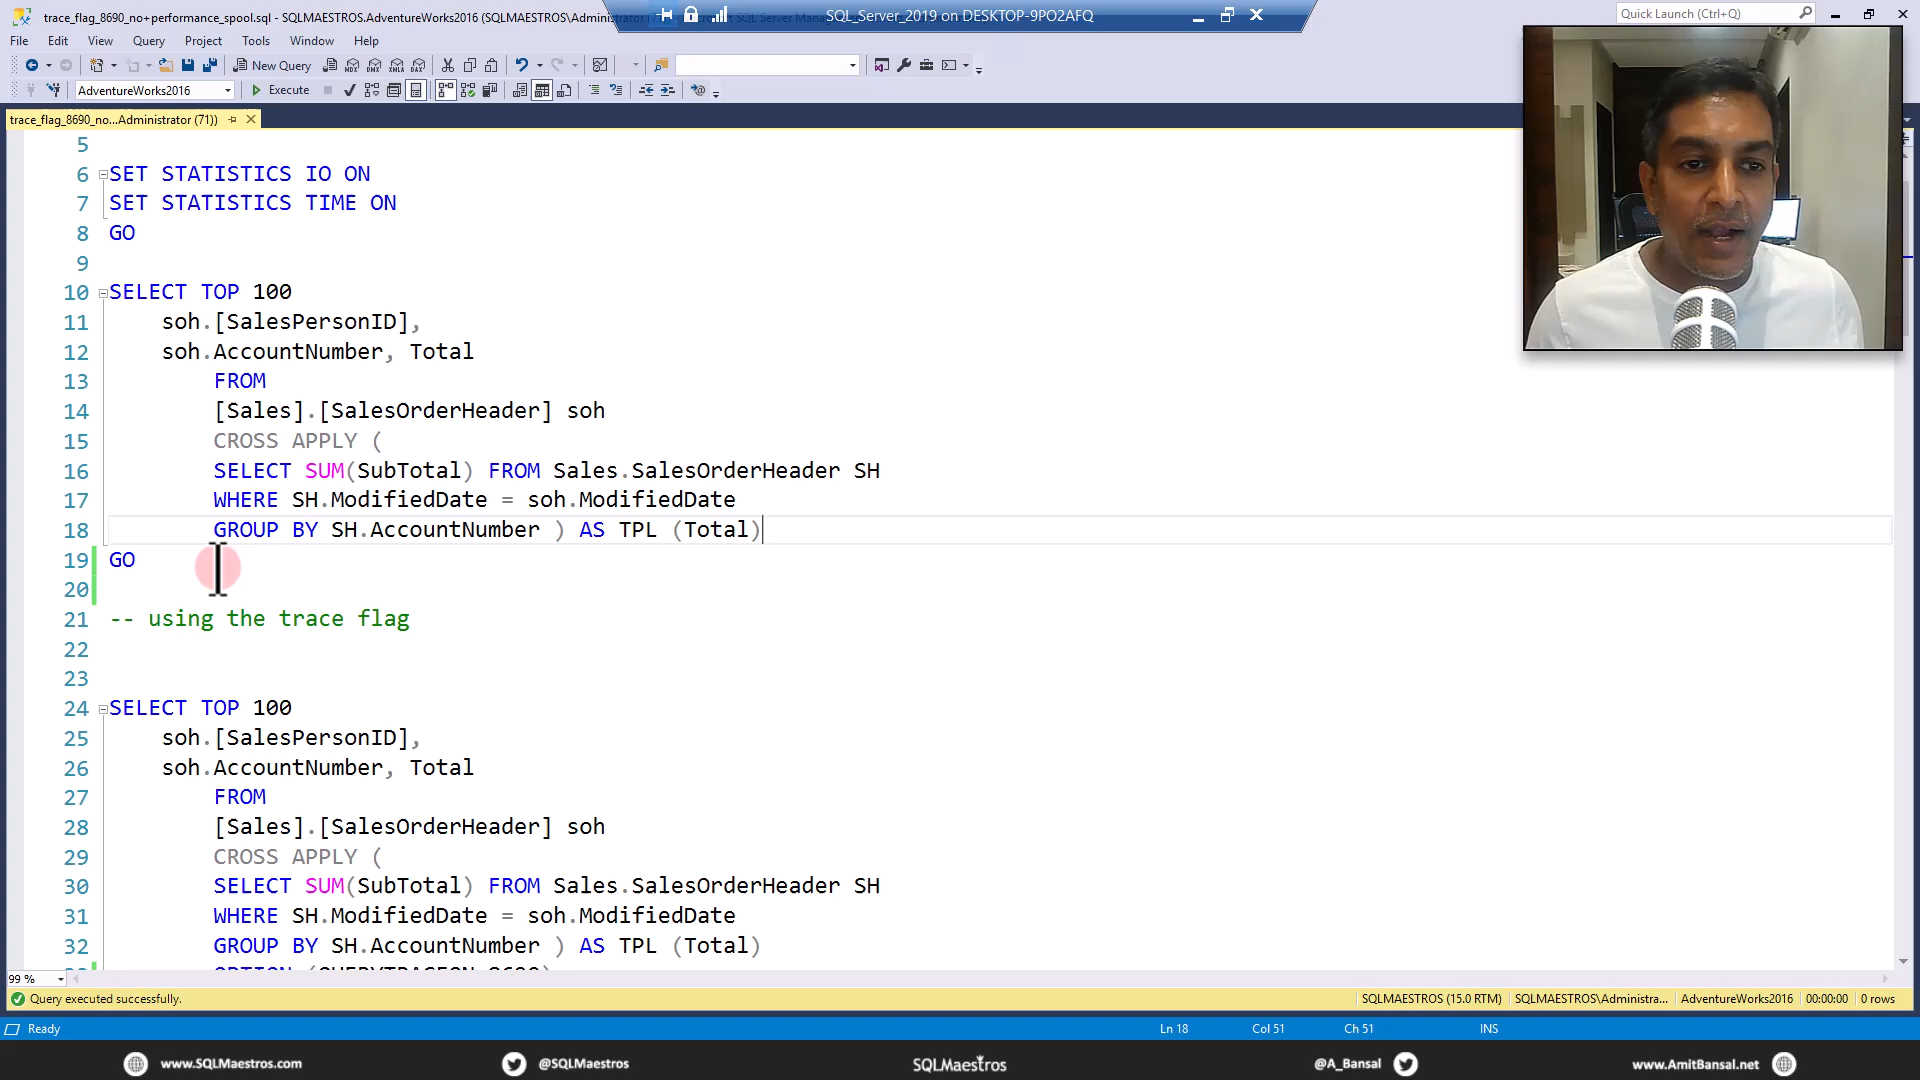 trace_flag_8690_no+performance_spool.sql - SQLMAESTROS.AdventureWorks2016 (SQLMAESTROS\Administrator
SQL_Server_2019 on DESKTOP-9PO2AFQ
Quick Launch (Ctrl+Q)
File Edit View Query Project Tools Window Help
New Query
AdventureWorks2016
Execute
trace_flag_8690_no...Administrator (71))
5
6 SET STATISTICS IO ON
7 SET STATISTICS TIME ON
8 GO
9
10 SELECT TOP 100
11 soh.[SalesPersonID],
12 soh.AccountNumber, Total
13 FROM
14 [Sales].[SalesOrderHeader] soh
15 CROSS APPLY (
16 SELECT SUM(SubTotal) FROM Sales.SalesOrderHeader SH
17 WHERE SH.ModifiedDate = soh.ModifiedDate
18 GROUP BY SH.AccountNumber ) AS TPL (Total)
19 GO
20
21 -- using the trace flag
22
23
24 SELECT TOP 100
25 soh.[SalesPersonID],
26 soh.AccountNumber, Total
27 FROM
28 [Sales].[SalesOrderHeader] soh
29 CROSS APPLY (
30 SELECT SUM(SubTotal) FROM Sales.SalesOrderHeader SH
31 WHERE SH.ModifiedDate = soh.ModifiedDate
32 GROUP BY SH.AccountNumber ) AS TPL (Total)
99 %
Query executed successfully. SQLMAESTROS (15.0 RTM) SQLMAESTROS\Administra... AdventureWorks2016 00:00:00 0 rows
Ready Ln 18 Col 51 Ch 51 INS
www.SQLMaestros.com @SQLMaestros SQLMaestros @A_Bansal www.AmitBansal.net